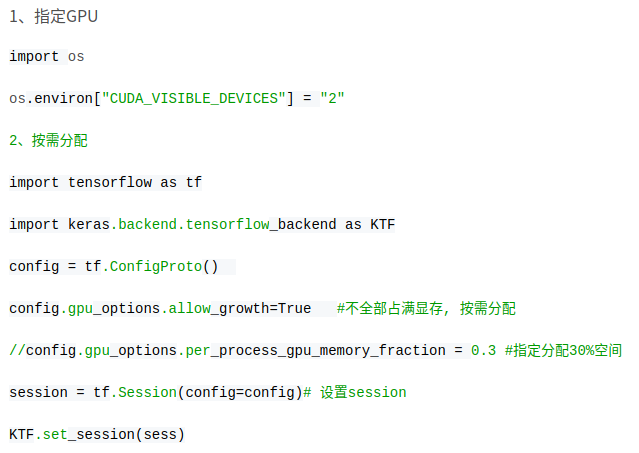 1、指定GPU
import os
os.environ["CUDA_VISIBLE_DEVICES"] = "2"
2、按需分配
import tensorflow as tf
import keras.backend.tensorflow_backend as KTF
config = tf.ConfigProto()
config.gpu_options.allow_growth=True   #不全部占满显存, 按需分配
//config.gpu_options.per_process_gpu_memory_fraction = 0.3 #指定分配30%空间
session = tf.Session(config=config)# 设置session
KTF.set_session(sess)